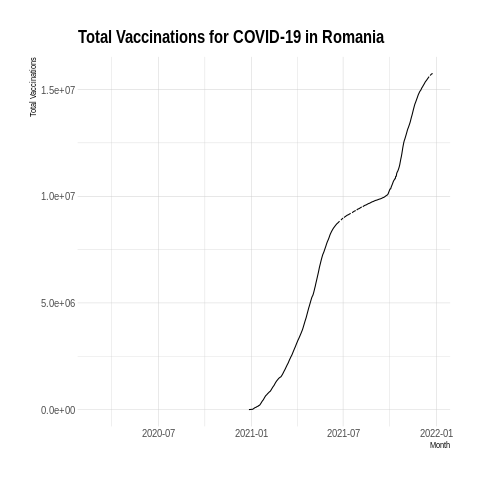 Total Vaccinations for COVID-19 in Romania
Total Vaccinations
1.5e+07
1.0e+07
5.0e+06
0.0e+00
2020-07
2021-01
2021-07
2022-01
Month